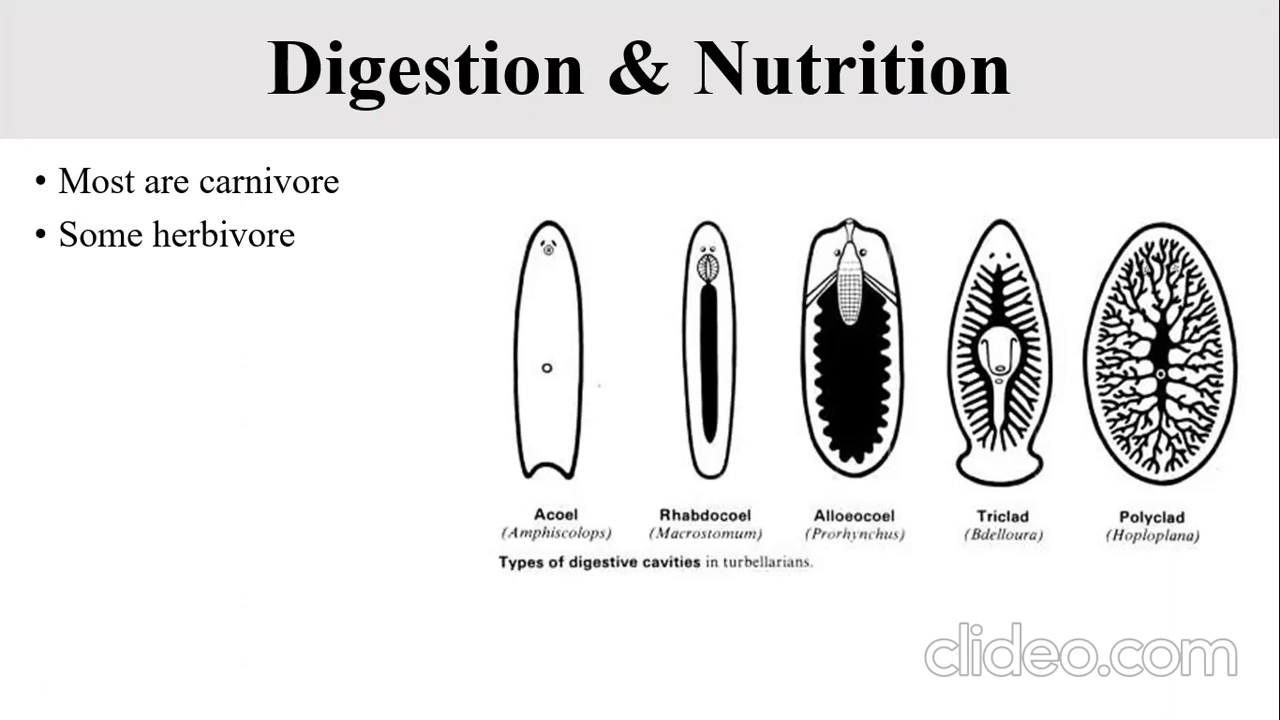 Digestion & Nutrition
• Most are carnivore
• Some herbivore
Acoel Rhabdocoel Alloeocoel Triclad Polyclad
(Amphiscolops) (Macrostomum) (Prorhynchus) (Bdelloura) (Hoploplana)
Types of digestive cavities in turbellarians.
clideo.com